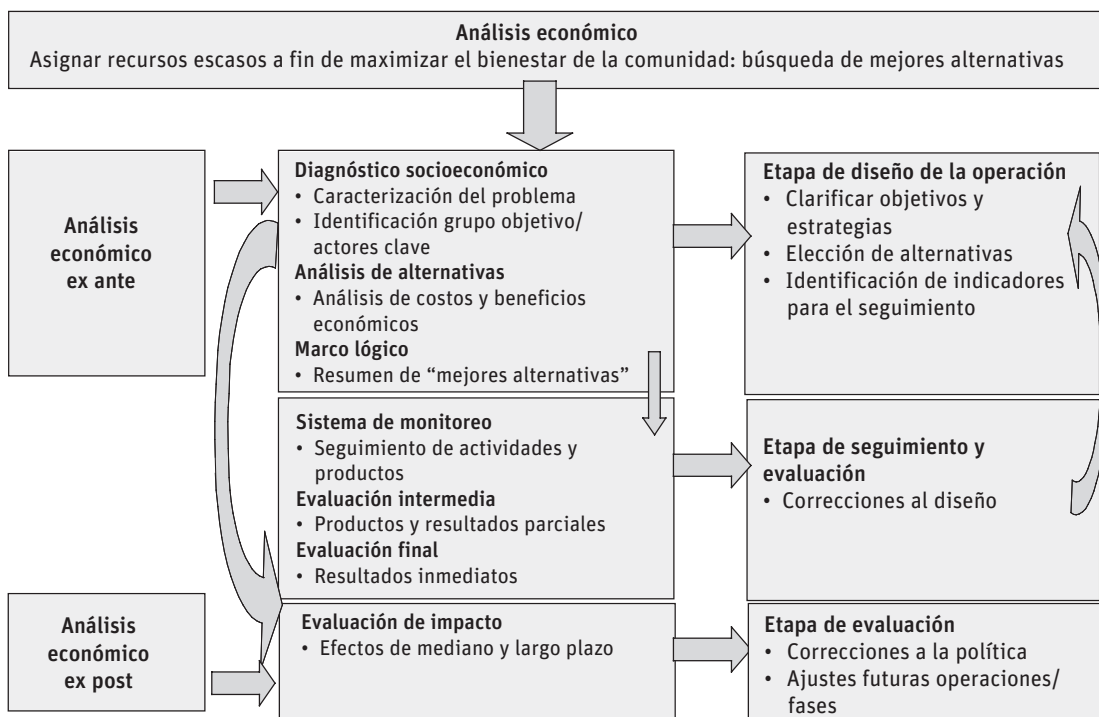 Análisis económico
Asignar recursos escasos a fin de maximizar el bienestar de la comunidad: búsqueda de mejores alternativas
Análisis
económico
ex ante
Diagnóstico socioeconómico
• Caracterización del problema
• Identificación grupo objetivo/
actores clave
Análisis de alternativas
• Análisis de costos y beneficios
económicos
Marco lógico
• Resumen de “mejores alternativas”
Etapa de diseño de la operación
• Clarificar objetivos y
estrategias
• Elección de alternativas
• Identificación de indicadores
para el seguimiento
Sistema de monitoreo
• Seguimiento de actividades y
productos
Evaluación intermedia
• Productos y resultados parciales
Evaluación final
• Resultados inmediatos
Etapa de seguimiento y
evaluación
• Correcciones al diseño
Análisis
económico
ex post
Evaluación de impacto
• Efectos de mediano y largo plazo
Etapa de evaluación
• Correcciones a la política
• Ajustes futuras operaciones/
fases